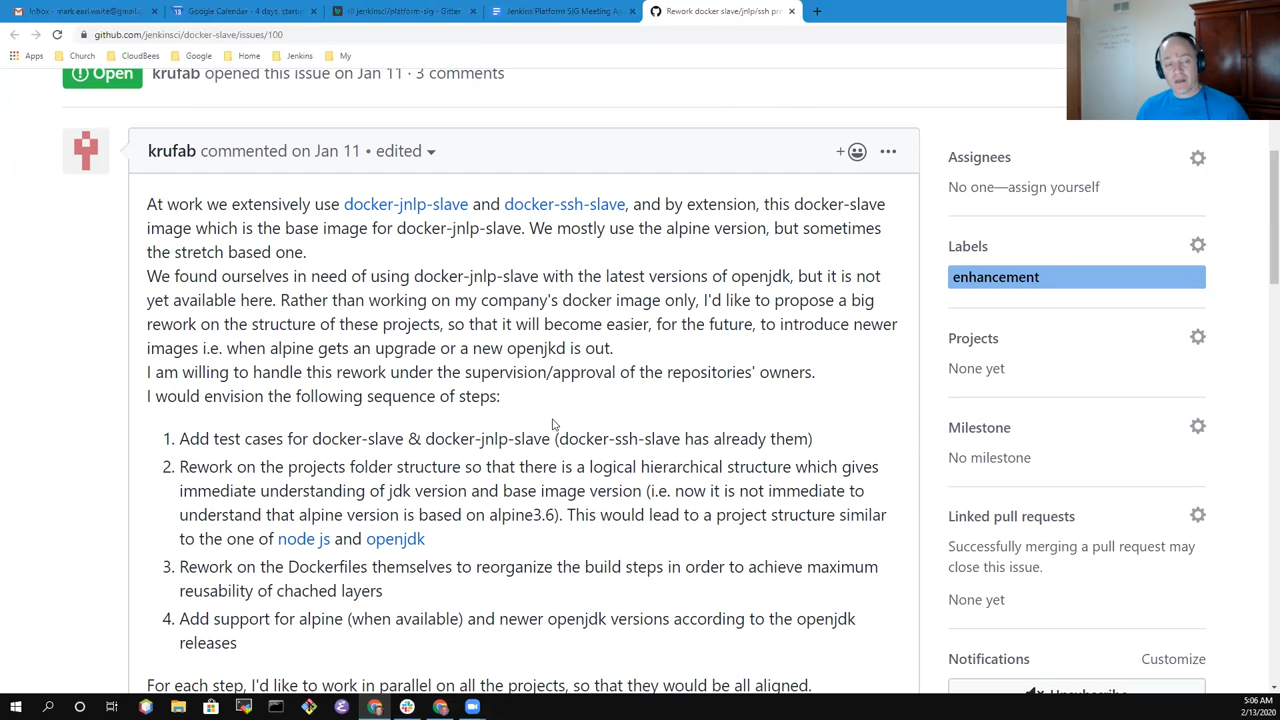 Inbox - mark.earl.waite@gmail.
Google Calendar - 4 days, starting
jenkinsci/platform-sig - Gitter
Jenkins Platform SIG Meeting
Rework docker slave/jnlp/ssh
github.com/jenkinsci/docker-slave/issues/100
Apps
Church
CloudBees
Google
Home
Jenkins
My
Open
krufab opened this issue on Jan 11 · 3 comments
krufab commented on Jan 11 • edited
At work we extensively use docker-jnlp-slave and docker-ssh-slave, and by extension, this docker-slave
image which is the base image for docker-jnlp-slave. We mostly use the alpine version, but sometimes
the stretch based one.
We found ourselves in need of using docker-jnlp-slave with the latest versions of openjdk, but it is not
yet available here. Rather than working on my company's docker image only, I'd like to propose a big
rework on the structure of these projects, so that it will become easier, for the future, to introduce newer
images i.e. when alpine gets an upgrade or a new openjkd is out.
I am willing to handle this rework under the supervision/approval of the repositories' owners.
I would envision the following sequence of steps:
1. Add test cases for docker-slave & docker-jnlp-slave (docker-ssh-slave has already them)
2. Rework on the projects folder structure so that there is a logical hierarchical structure which gives
immediate understanding of jdk version and base image version (i.e. now it is not immediate to
understand that alpine version is based on alpine3.6). This would lead to a project structure similar
to the one of node js and openjdk
3. Rework on the Dockerfiles themselves to reorganize the build steps in order to achieve maximum
reusability of chached layers
4. Add support for alpine (when available) and newer openjdk versions according to the openjdk
releases
For each step, I'd like to work in parallel on all the projects, so that they would be all aligned.
Assignees
No one—assign yourself
Labels
enhancement
Projects
None yet
Milestone
No milestone
Linked pull requests
Successfully merging a pull request may
close this issue.
None yet
Notifications
Customize
Unsubscribe
5:06 AM
2/13/2020